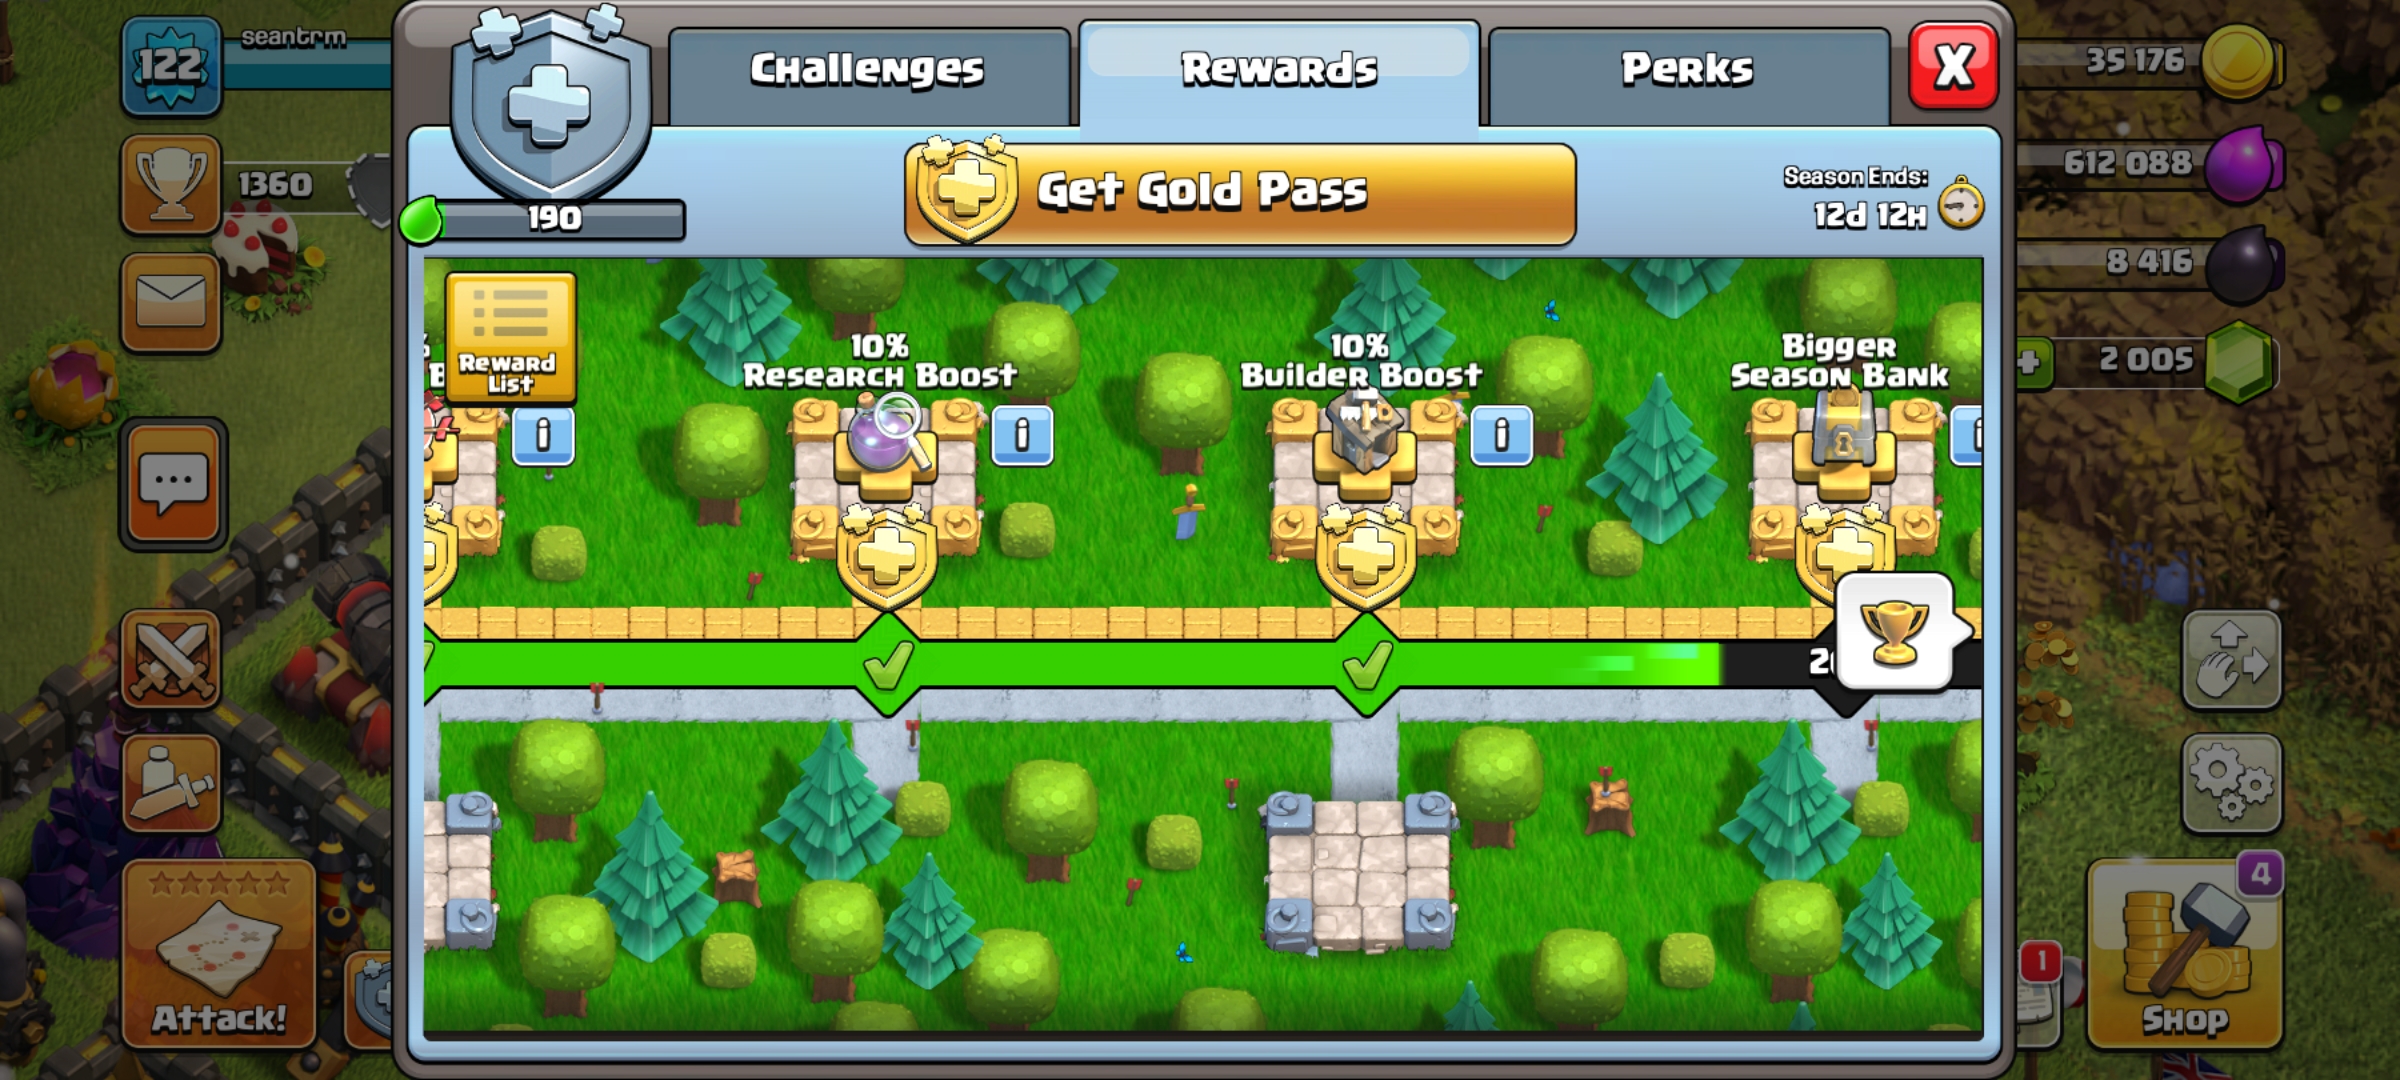 122
seantrm
1360
Challenges
Rewards
Perks
X
35 176
612 088
8 416
2 005
190
Get Gold Pass
Season Ends:
12d 12H
Reward
List
10%
Research Boost
10%
Builder Boost
Bigger
Season Bank
i
i
i
Attack!
4
1
Shop